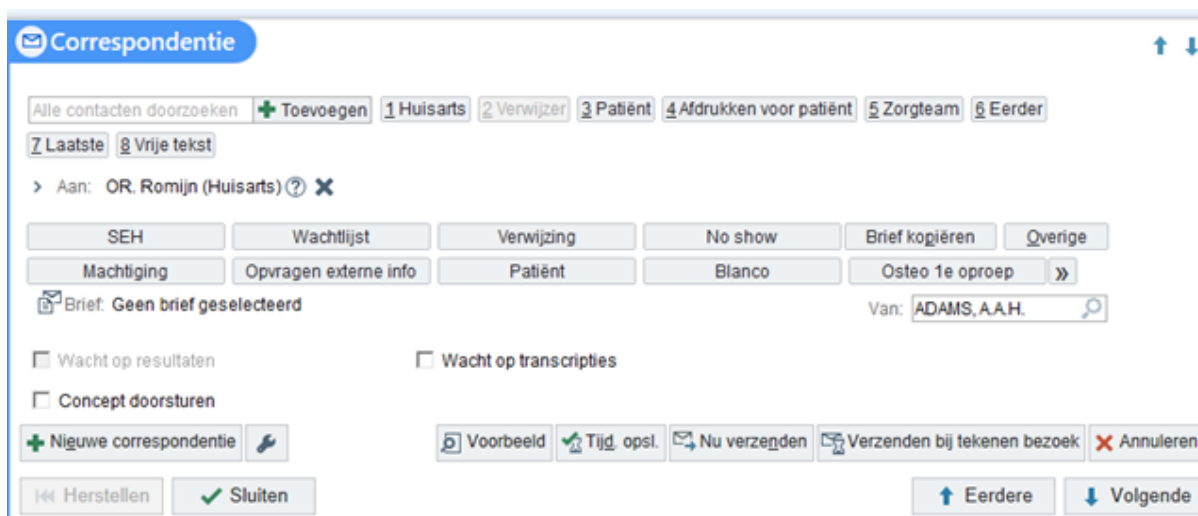 Correspondentie
Alle contacten doorzoeken Toevoegen 1 Huisarts 2 Verwijzer 3 Patiënt 4 Afdrukken voor patiënt 5 Zorgteam 6 Eerder
7 Laatste 8 Vrije tekst
> Aan: OR. Romijn (Huisarts) ?
SEH Wachtlijst Verwijzing No show Brief kopiëren Overige
Machtiging Opvragen externe info Patiënt Blanco Osteo 1e oproep »
Brief: Geen brief geselecteerd Van: ADAMS, A.A.H.
Wacht op resultaten Wacht op transcripties
Concept doorsturen
Nieuwe correspondentie Voorbeeld Tijd. opsl. Nu verzenden Verzenden bij tekenen bezoek Annuleren
Herstellen Sluiten Eerdere Volgende